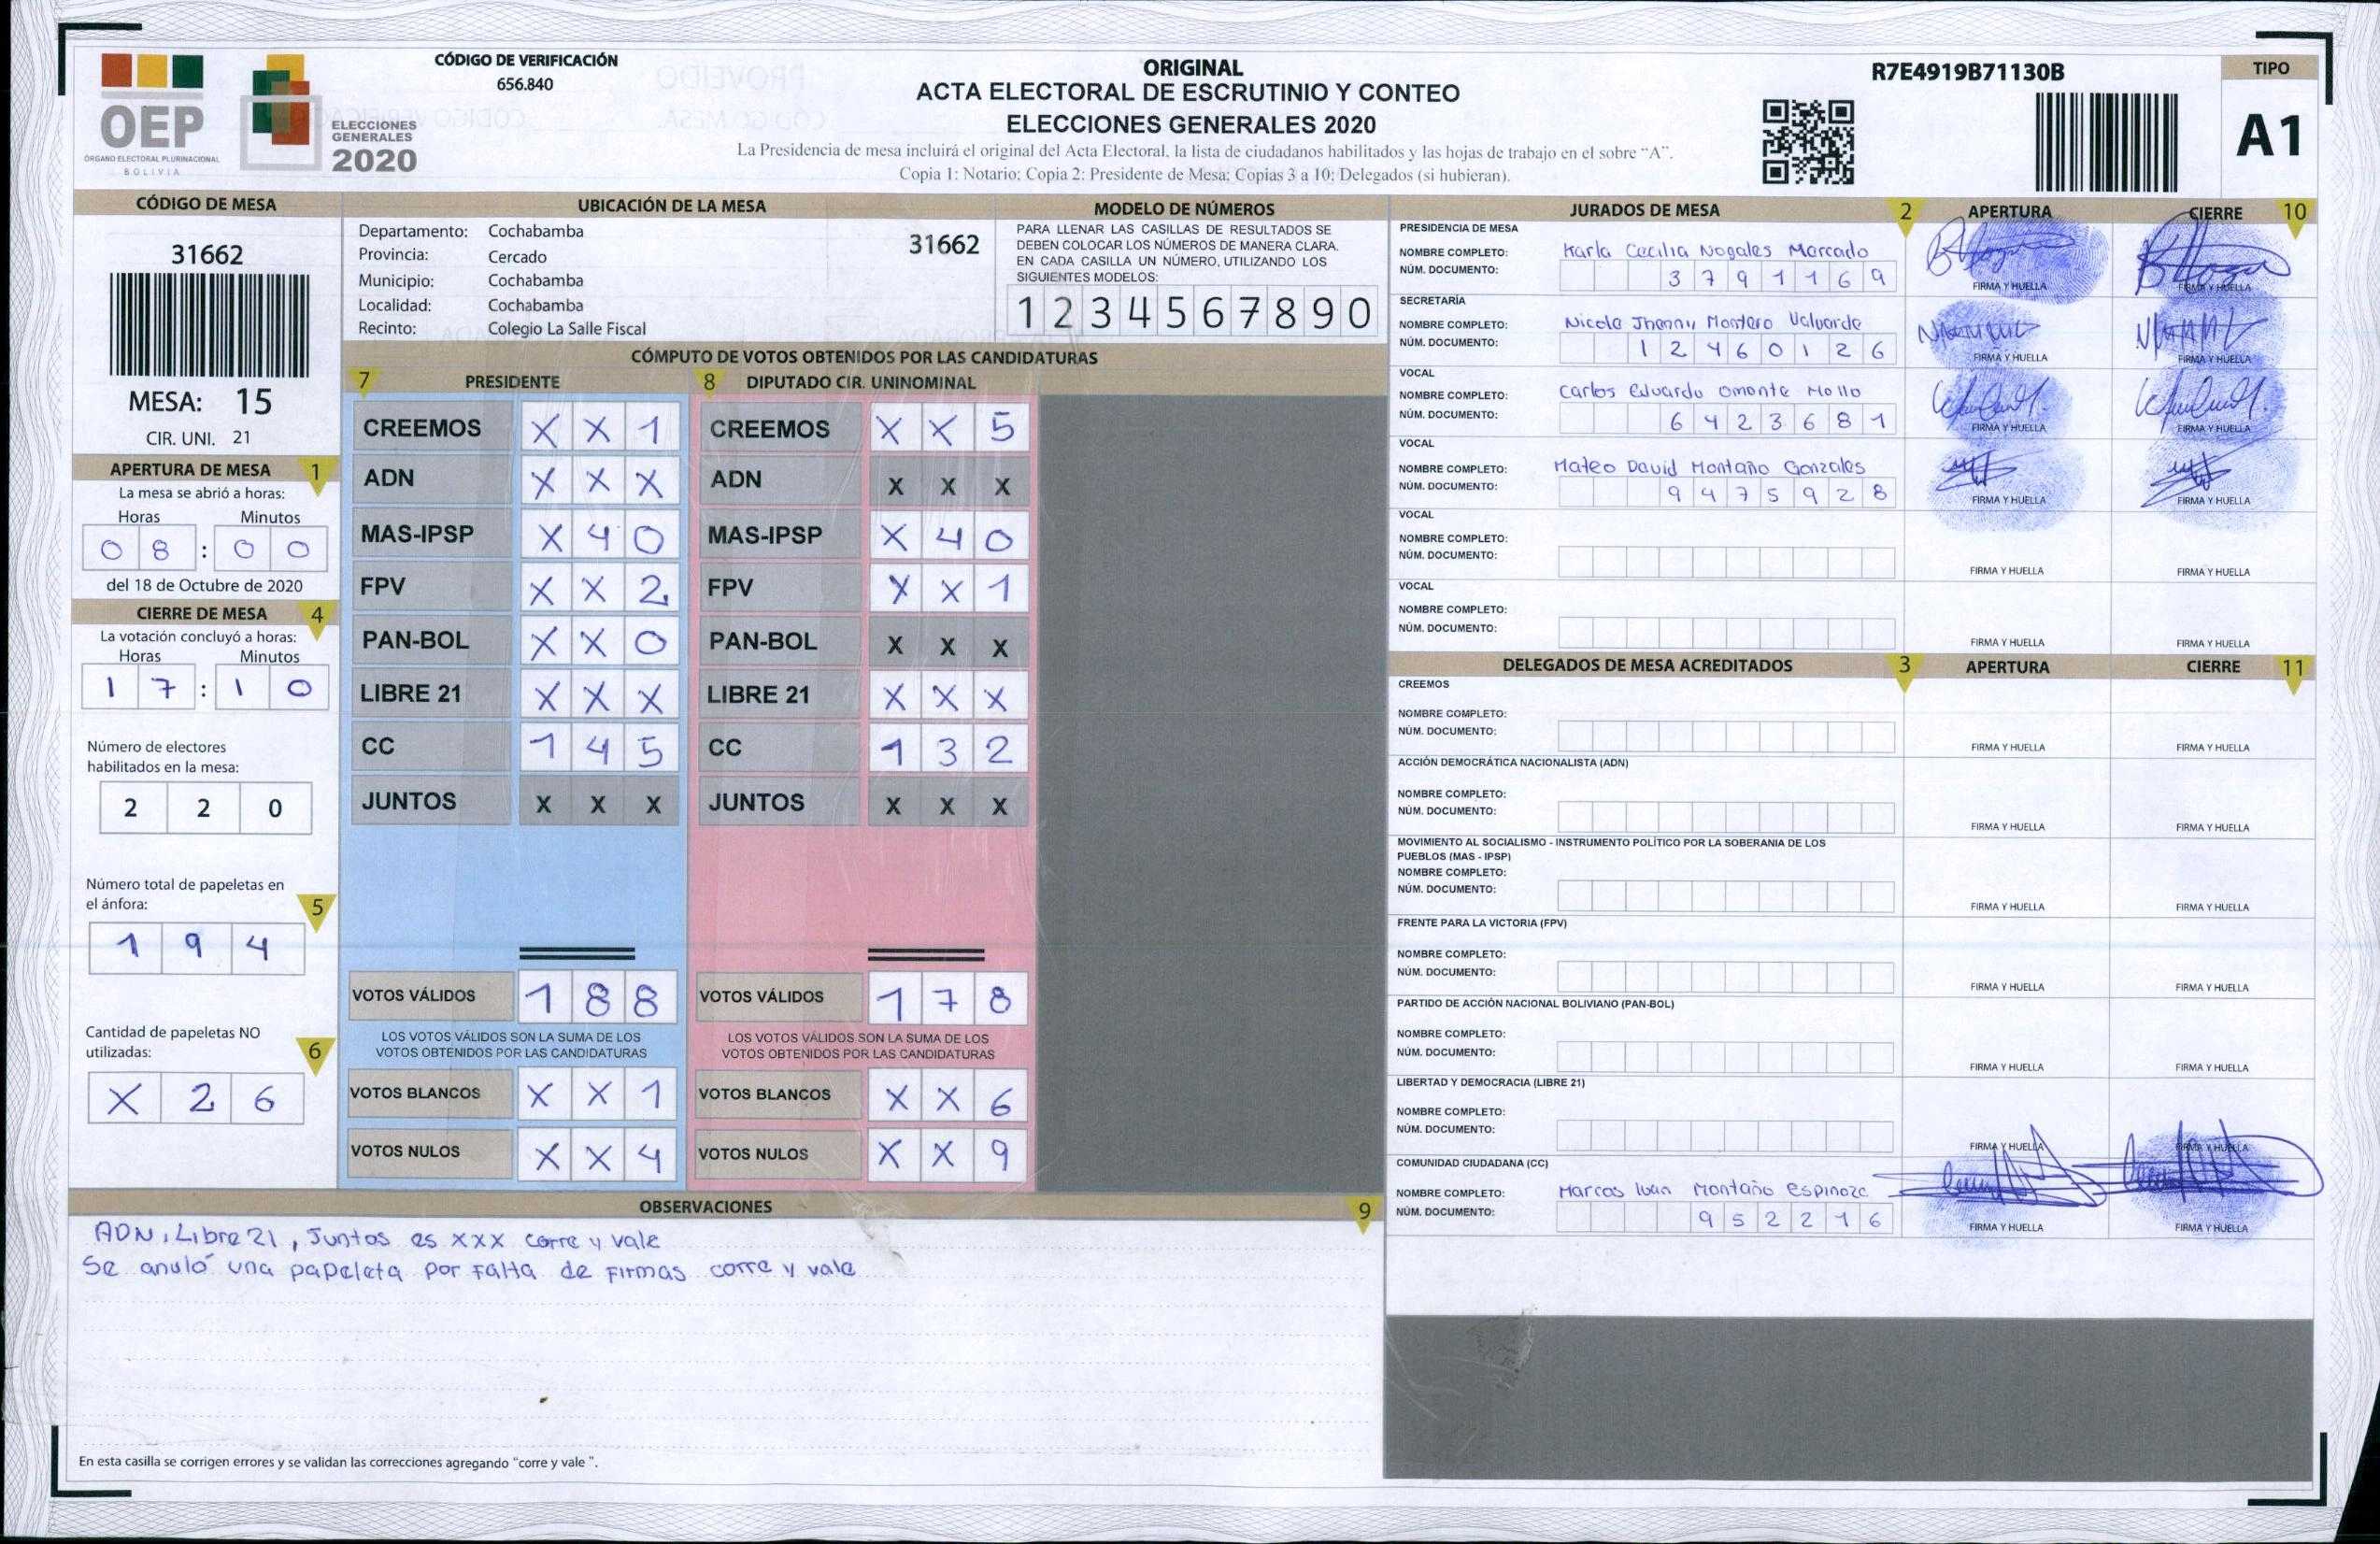 OEP
ÓRGANO ELECTORAL PLURINACIONAL
BOLIVIA
ELECCIONES
GENERALES
2020
CÓDIGO DE VERIFICACIÓN
656.840
ORIGINAL
ACTA ELECTORAL DE ESCRUTINIO Y CONTEO
ELECCIONES GENERALES 2020
La Presidencia de mesa incluirá el original del Acta Electoral, la lista de ciudadanos habilitados y las hojas de trabajo en el sobre “A”.
Copia 1: Notario; Copia 2: Presidente de Mesa; Copias 3 a 10: Delegados (si hubieran).
R7E4919B71130B
TIPO
A1
CÓDIGO DE MESA
31662
MESA: 15
CIR. UNI. 21
APERTURA DE MESA 1
La mesa se abrió a horas:
Horas Minutos
0 8 : 0 0
del 18 de Octubre de 2020
CIERRE DE MESA 4
La votación concluyó a horas:
Horas Minutos
1 7 : 1 0
Número de electores
habilitados en la mesa:
2 2 0
Número total de papeletas en
el ánfora: 5
1 9 4
Cantidad de papeletas NO
utilizadas: 6
X 2 6
UBICACIÓN DE LA MESA
Departamento: Cochabamba
Provincia: Cercado
Municipio: Cochabamba
Localidad: Cochabamba
Recinto: Colegio La Salle Fiscal
31662
MODELO DE NÚMEROS
PARA LLENAR LAS CASILLAS DE RESULTADOS SE
DEBEN COLOCAR LOS NÚMEROS DE MANERA CLARA.
EN CADA CASILLA UN NÚMERO, UTILIZANDO LOS
SIGUIENTES MODELOS:
1 2 3 4 5 6 7 8 9 0
CÓMPUTO DE VOTOS OBTENIDOS POR LAS CANDIDATURAS
7 PRESIDENTE
CREEMOS X X 1
ADN X X X
MAS-IPSP X 4 0
FPV X X 2
PAN-BOL X X 0
LIBRE 21 X X X
CC 1 4 5
JUNTOS X X X
VOTOS VÁLIDOS 1 8 8
LOS VOTOS VÁLIDOS SON LA SUMA DE LOS
VOTOS OBTENIDOS POR LAS CANDIDATURAS
VOTOS BLANCOS X X 1
VOTOS NULOS X X 4
8 DIPUTADO CIR. UNINOMINAL
CREEMOS X X 5
ADN X X X
MAS-IPSP X 4 0
FPV X X 1
PAN-BOL X X X
LIBRE 21 X X X
CC 1 3 2
JUNTOS X X X
VOTOS VÁLIDOS 1 7 8
LOS VOTOS VÁLIDOS SON LA SUMA DE LOS
VOTOS OBTENIDOS POR LAS CANDIDATURAS
VOTOS BLANCOS X X 6
VOTOS NULOS X X 9
OBSERVACIONES 9
ADN, Libre 21, Juntos es XXX corre y vale
Se anuló una papeleta por falta de firmas corre y vale
En esta casilla se corrigen errores y se validan las correcciones agregando “corre y vale ”.
JURADOS DE MESA 2 APERTURA CIERRE 10
PRESIDENCIA DE MESA
NOMBRE COMPLETO: Karla Cecilia Nogales Mercado
NÚM. DOCUMENTO: 3 7 9 1 1 6 9
FIRMA Y HUELLA FIRMA Y HUELLA
SECRETARÍA
NOMBRE COMPLETO: Nicole Jhenny Montero Valverde
NÚM. DOCUMENTO: 1 2 4 6 0 1 2 6
FIRMA Y HUELLA FIRMA Y HUELLA
VOCAL
NOMBRE COMPLETO: Carlos Eduardo Omonte Mollo
NÚM. DOCUMENTO: 6 4 2 3 6 8 1
FIRMA Y HUELLA FIRMA Y HUELLA
VOCAL
NOMBRE COMPLETO: Mateo David Montaño Gonzales
NÚM. DOCUMENTO: 9 4 7 5 9 2 8
FIRMA Y HUELLA FIRMA Y HUELLA
VOCAL
NOMBRE COMPLETO:
NÚM. DOCUMENTO:
FIRMA Y HUELLA FIRMA Y HUELLA
VOCAL
NOMBRE COMPLETO:
NÚM. DOCUMENTO:
FIRMA Y HUELLA FIRMA Y HUELLA
DELEGADOS DE MESA ACREDITADOS 3 APERTURA CIERRE 11
CREEMOS
NOMBRE COMPLETO:
NÚM. DOCUMENTO:
FIRMA Y HUELLA FIRMA Y HUELLA
ACCIÓN DEMOCRÁTICA NACIONALISTA (ADN)
NOMBRE COMPLETO:
NÚM. DOCUMENTO:
FIRMA Y HUELLA FIRMA Y HUELLA
MOVIMIENTO AL SOCIALISMO - INSTRUMENTO POLÍTICO POR LA SOBERANIA DE LOS
PUEBLOS (MAS - IPSP)
NOMBRE COMPLETO:
NÚM. DOCUMENTO:
FIRMA Y HUELLA FIRMA Y HUELLA
FRENTE PARA LA VICTORIA (FPV)
NOMBRE COMPLETO:
NÚM. DOCUMENTO:
FIRMA Y HUELLA FIRMA Y HUELLA
PARTIDO DE ACCIÓN NACIONAL BOLIVIANO (PAN-BOL)
NOMBRE COMPLETO:
NÚM. DOCUMENTO:
FIRMA Y HUELLA FIRMA Y HUELLA
LIBERTAD Y DEMOCRACIA (LIBRE 21)
NOMBRE COMPLETO:
NÚM. DOCUMENTO:
FIRMA Y HUELLA FIRMA Y HUELLA
COMUNIDAD CIUDADANA (CC)
NOMBRE COMPLETO: Marcos Ivan Montaño Espinoza
NÚM. DOCUMENTO: 9 5 2 2 1 6
FIRMA Y HUELLA FIRMA Y HUELLA